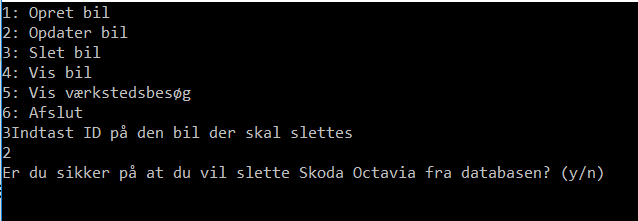 1: Opret bil
2: Opdater bil
3: Slet bil
4: Vis bil
5: Vis værkstedsbesøg
6: Afslut
3Indtast ID på den bil der skal slettes
2
Er du sikker på at du vil slette Skoda Octavia fra databasen? (y/n)